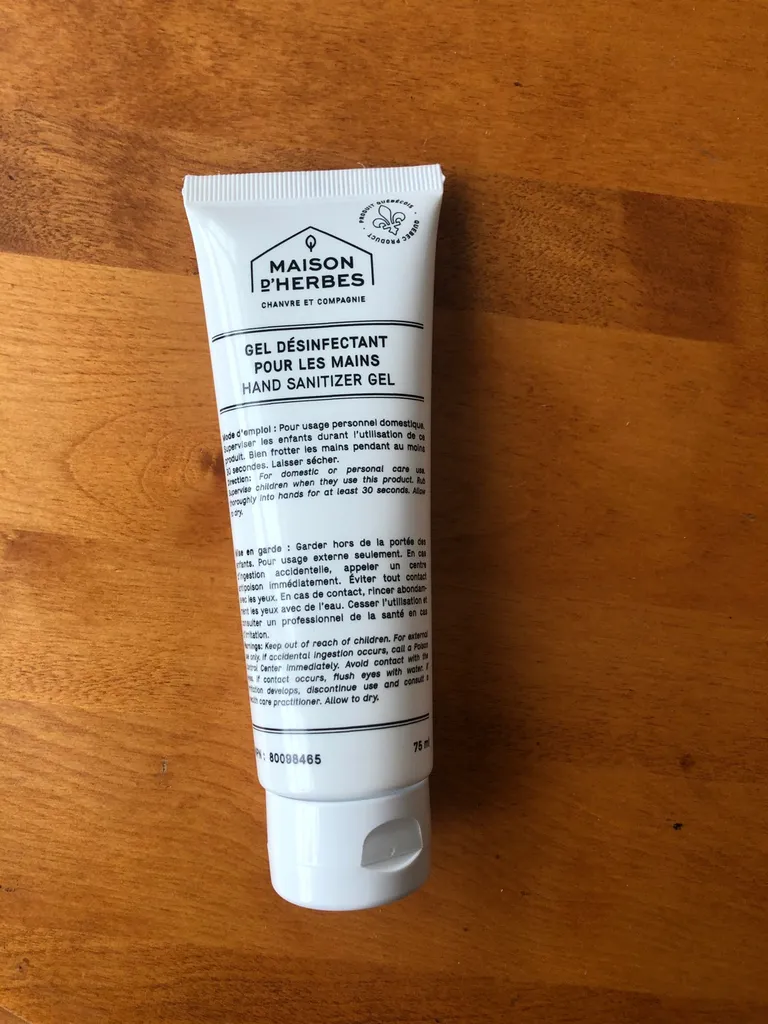 PRODUIT QUÉBÉCOIS · QUEBEC PRODUCT ·
MAISON
D'HERBES
CHANVRE ET COMPAGNIE
GEL DÉSINFECTANT
POUR LES MAINS
HAND SANITIZER GEL
Mode d'emploi : Pour usage personnel domestique.
Superviser les enfants durant l'utilisation de ce
produit. Bien frotter les mains pendant au moins
30 secondes. Laisser sécher.
Direction: For domestic or personal care use.
Supervise children when they use this product. Rub
thoroughly into hands for at least 30 seconds. Allow
to dry.
Mise en garde : Garder hors de la portée des
enfants. Pour usage externe seulement. En cas
d'ingestion accidentelle, appeler un centre
antipoison immédiatement. Éviter tout contact
avec les yeux. En cas de contact, rincer abondam-
ment les yeux avec de l'eau. Cesser l'utilisation et
consulter un professionnel de la santé en cas
d'irritation.
Warnings: Keep out of reach of children. For external
use only. If accidental ingestion occurs, call a Poison
Control Center immediately. Avoid contact with the
eyes. If contact occurs, flush eyes with water. If
irritation develops, discontinue use and consult a
health care practitioner. Allow to dry.
NPN : 80098465
75 ml